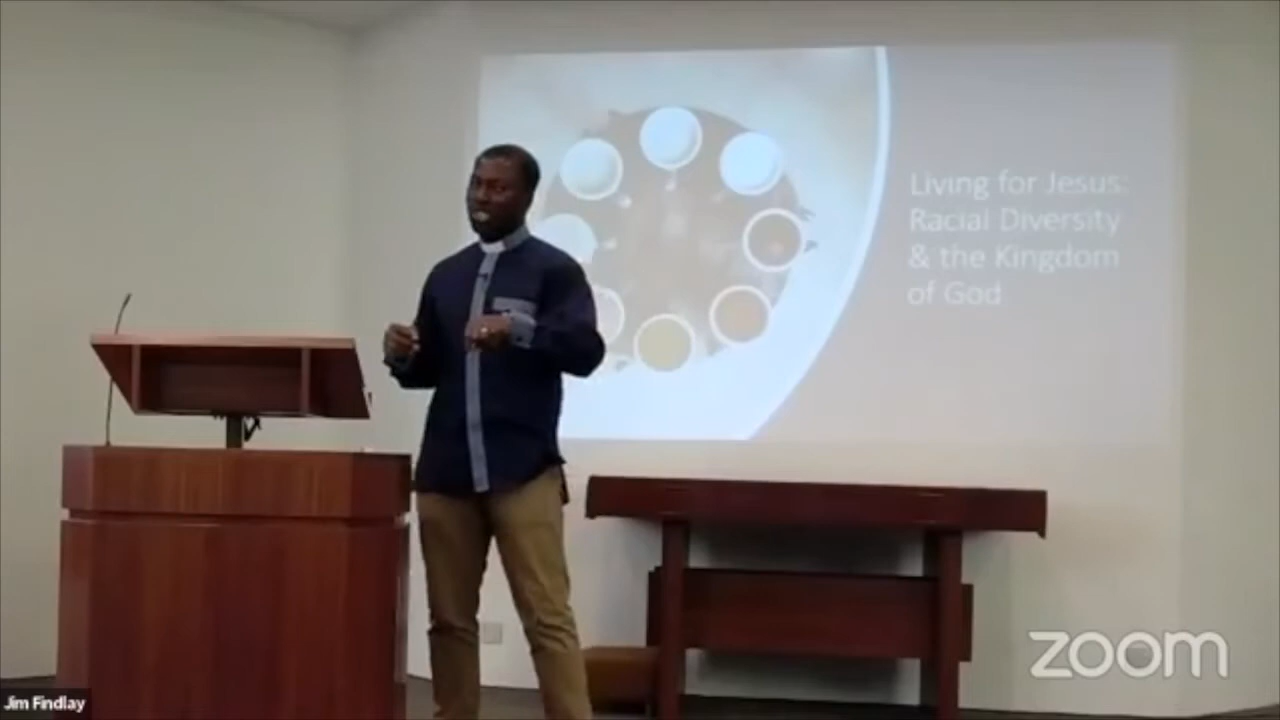 Living for Jesus:
Racial Diversity
& the Kingdom
of God
zoom
Jim Findlay